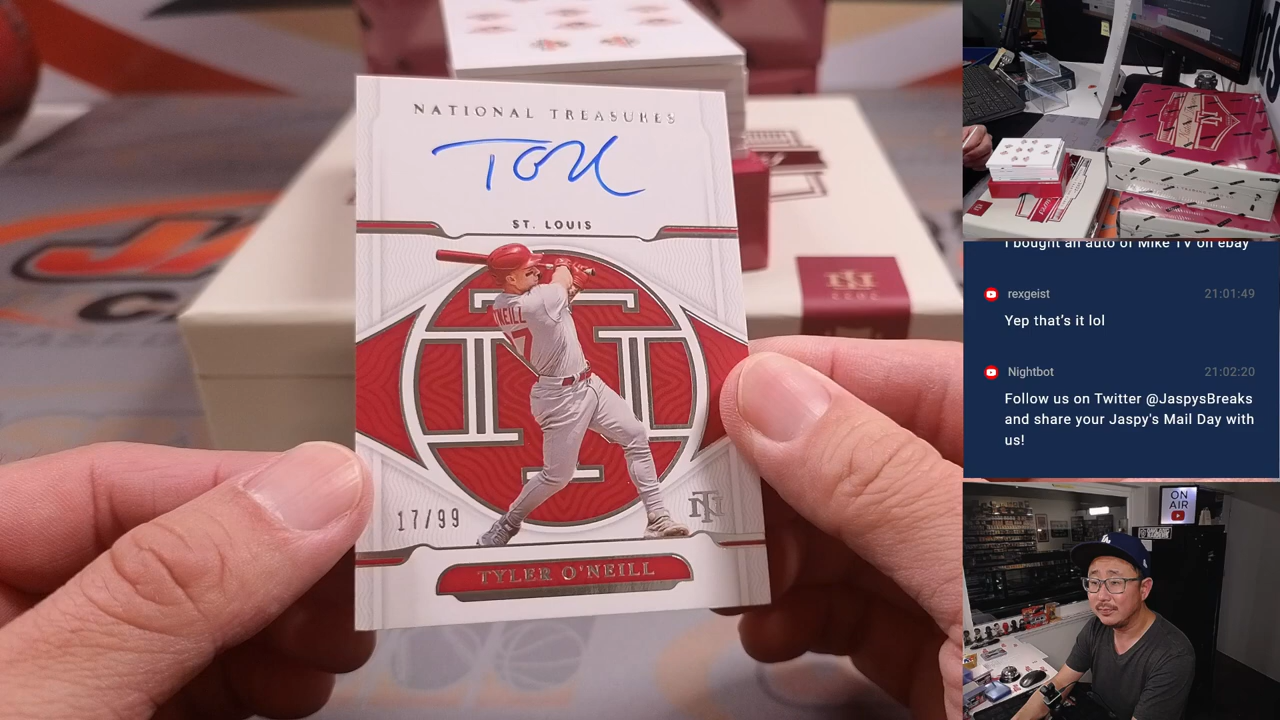 NATIONAL TREASURES
ST. LOUIS
O'NEILL
17/99
TYLER O'NEILL
I bought an auto of Mike TV on ebay
rexgeist 21:01:49
Yep that's it lol
Nightbot 21:02:20
Follow us on Twitter @JaspysBreaks
and share your Jaspy's Mail Day with
us!
ON
AIR